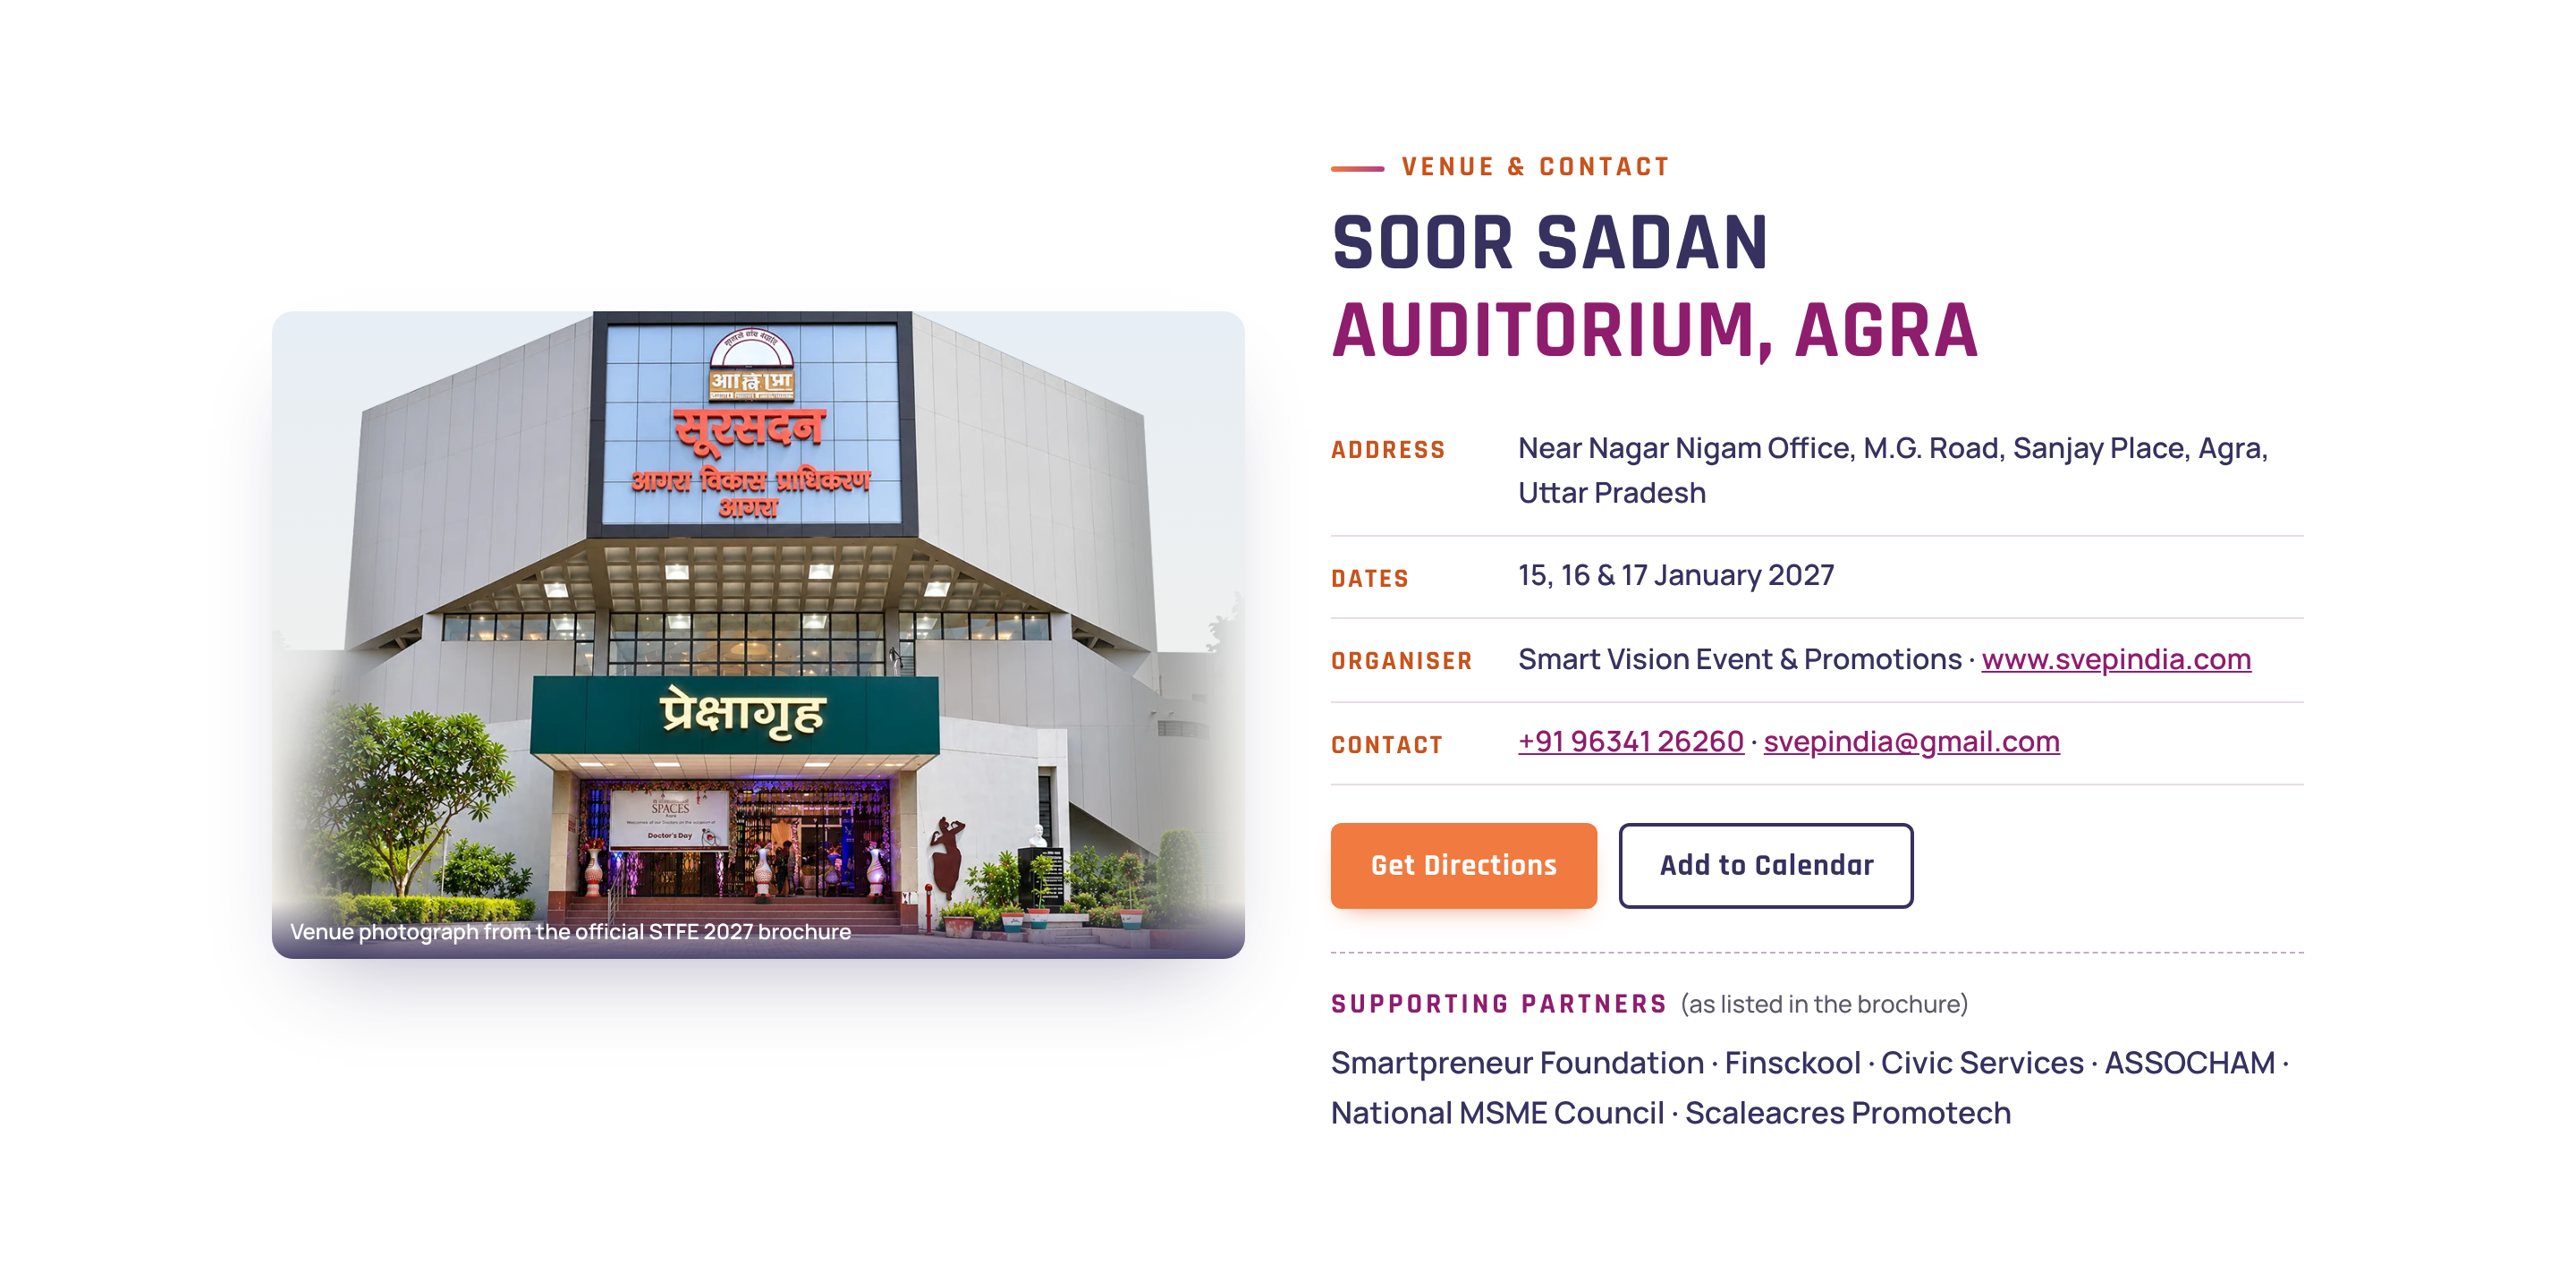 आ वि प्रा
सूरसदन
आगरा विकास प्राधिकरण
आगरा
प्रेक्षागृह
SPACES
Doctor's Day
Venue photograph from the official STFE 2027 brochure
VENUE & CONTACT
SOOR SADAN
AUDITORIUM, AGRA
ADDRESS Near Nagar Nigam Office, M.G. Road, Sanjay Place, Agra,
Uttar Pradesh
DATES 15, 16 & 17 January 2027
ORGANISER Smart Vision Event & Promotions · www.svepindia.com
CONTACT +91 96341 26260 · svepindia@gmail.com
Get Directions Add to Calendar
SUPPORTING PARTNERS (as listed in the brochure)
Smartpreneur Foundation · Finsckool · Civic Services · ASSOCHAM ·
National MSME Council · Scaleacres Promotech